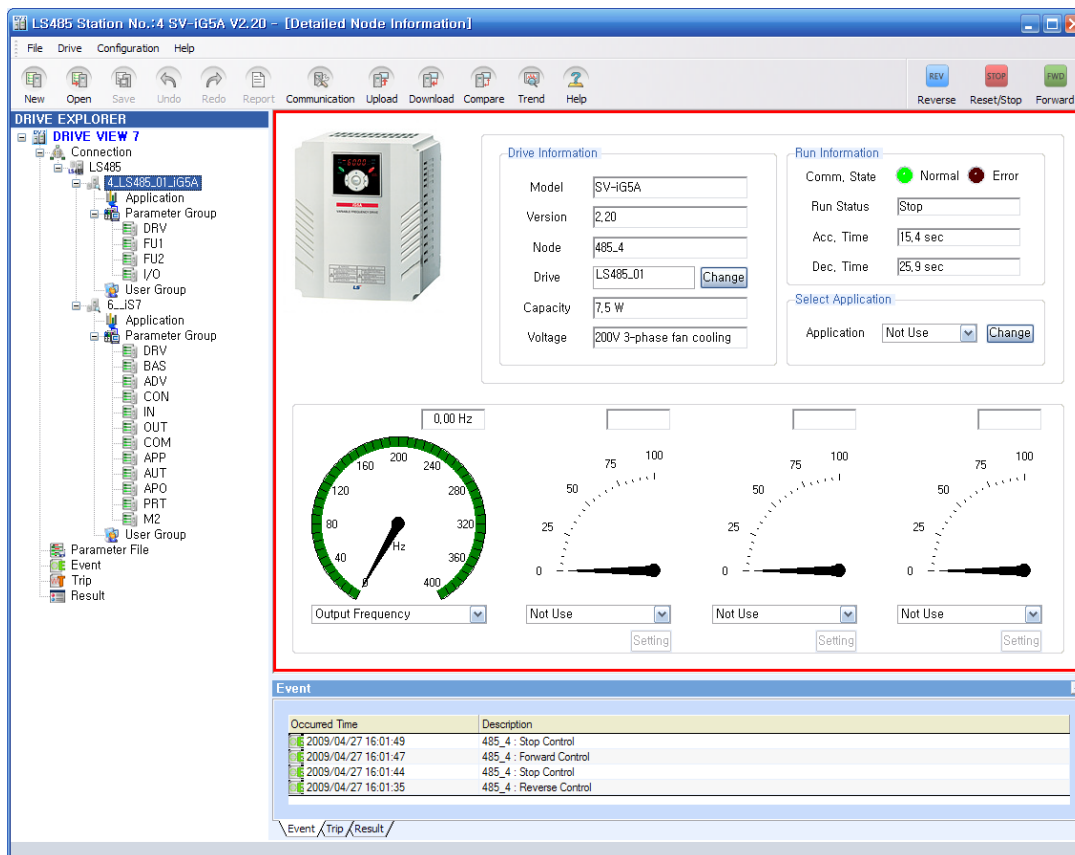 LS485 Station No.:4 SV-iG5A V2.20 - [Detailed Node Information]
File Drive Configuration Help
New Open Save Undo Redo Report Communication Upload Download Compare Trend Help Reverse Reset/Stop Forward
REV STOP FWD
DRIVE EXPLORER
DRIVE VIEW 7
Connection
LS485
4_LS485_01_iG5A
Application
Parameter Group
DRV
FU1
FU2
I/O
User Group
6__iS7
Application
Parameter Group
DRV
BAS
ADV
CON
IN
OUT
COM
APP
AUT
APO
PRT
M2
User Group
Parameter File
Event
Trip
Result
Drive Information
Model SV-iG5A
Version 2,20
Node 485_4
Drive LS485_01 Change
Capacity 7,5 W
Voltage 200V 3-phase fan cooling
Run Information
Comm, State Normal Error
Run Status Stop
Acc, Time 15,4 sec
Dec, Time 25,9 sec
Select Application
Application Not Use Change
0,00 Hz
0 40 80 120 160 200 240 280 320 360 400
Hz
Output Frequency
0 25 50 75 100
Not Use
Setting
0 25 50 75 100
Not Use
Setting
0 25 50 75 100
Not Use
Setting
Event
Occurred Time Description
2009/04/27 16:01:49 485_4 : Stop Control
2009/04/27 16:01:47 485_4 : Forward Control
2009/04/27 16:01:44 485_4 : Stop Control
2009/04/27 16:01:35 485_4 : Reverse Control
Event Trip Result